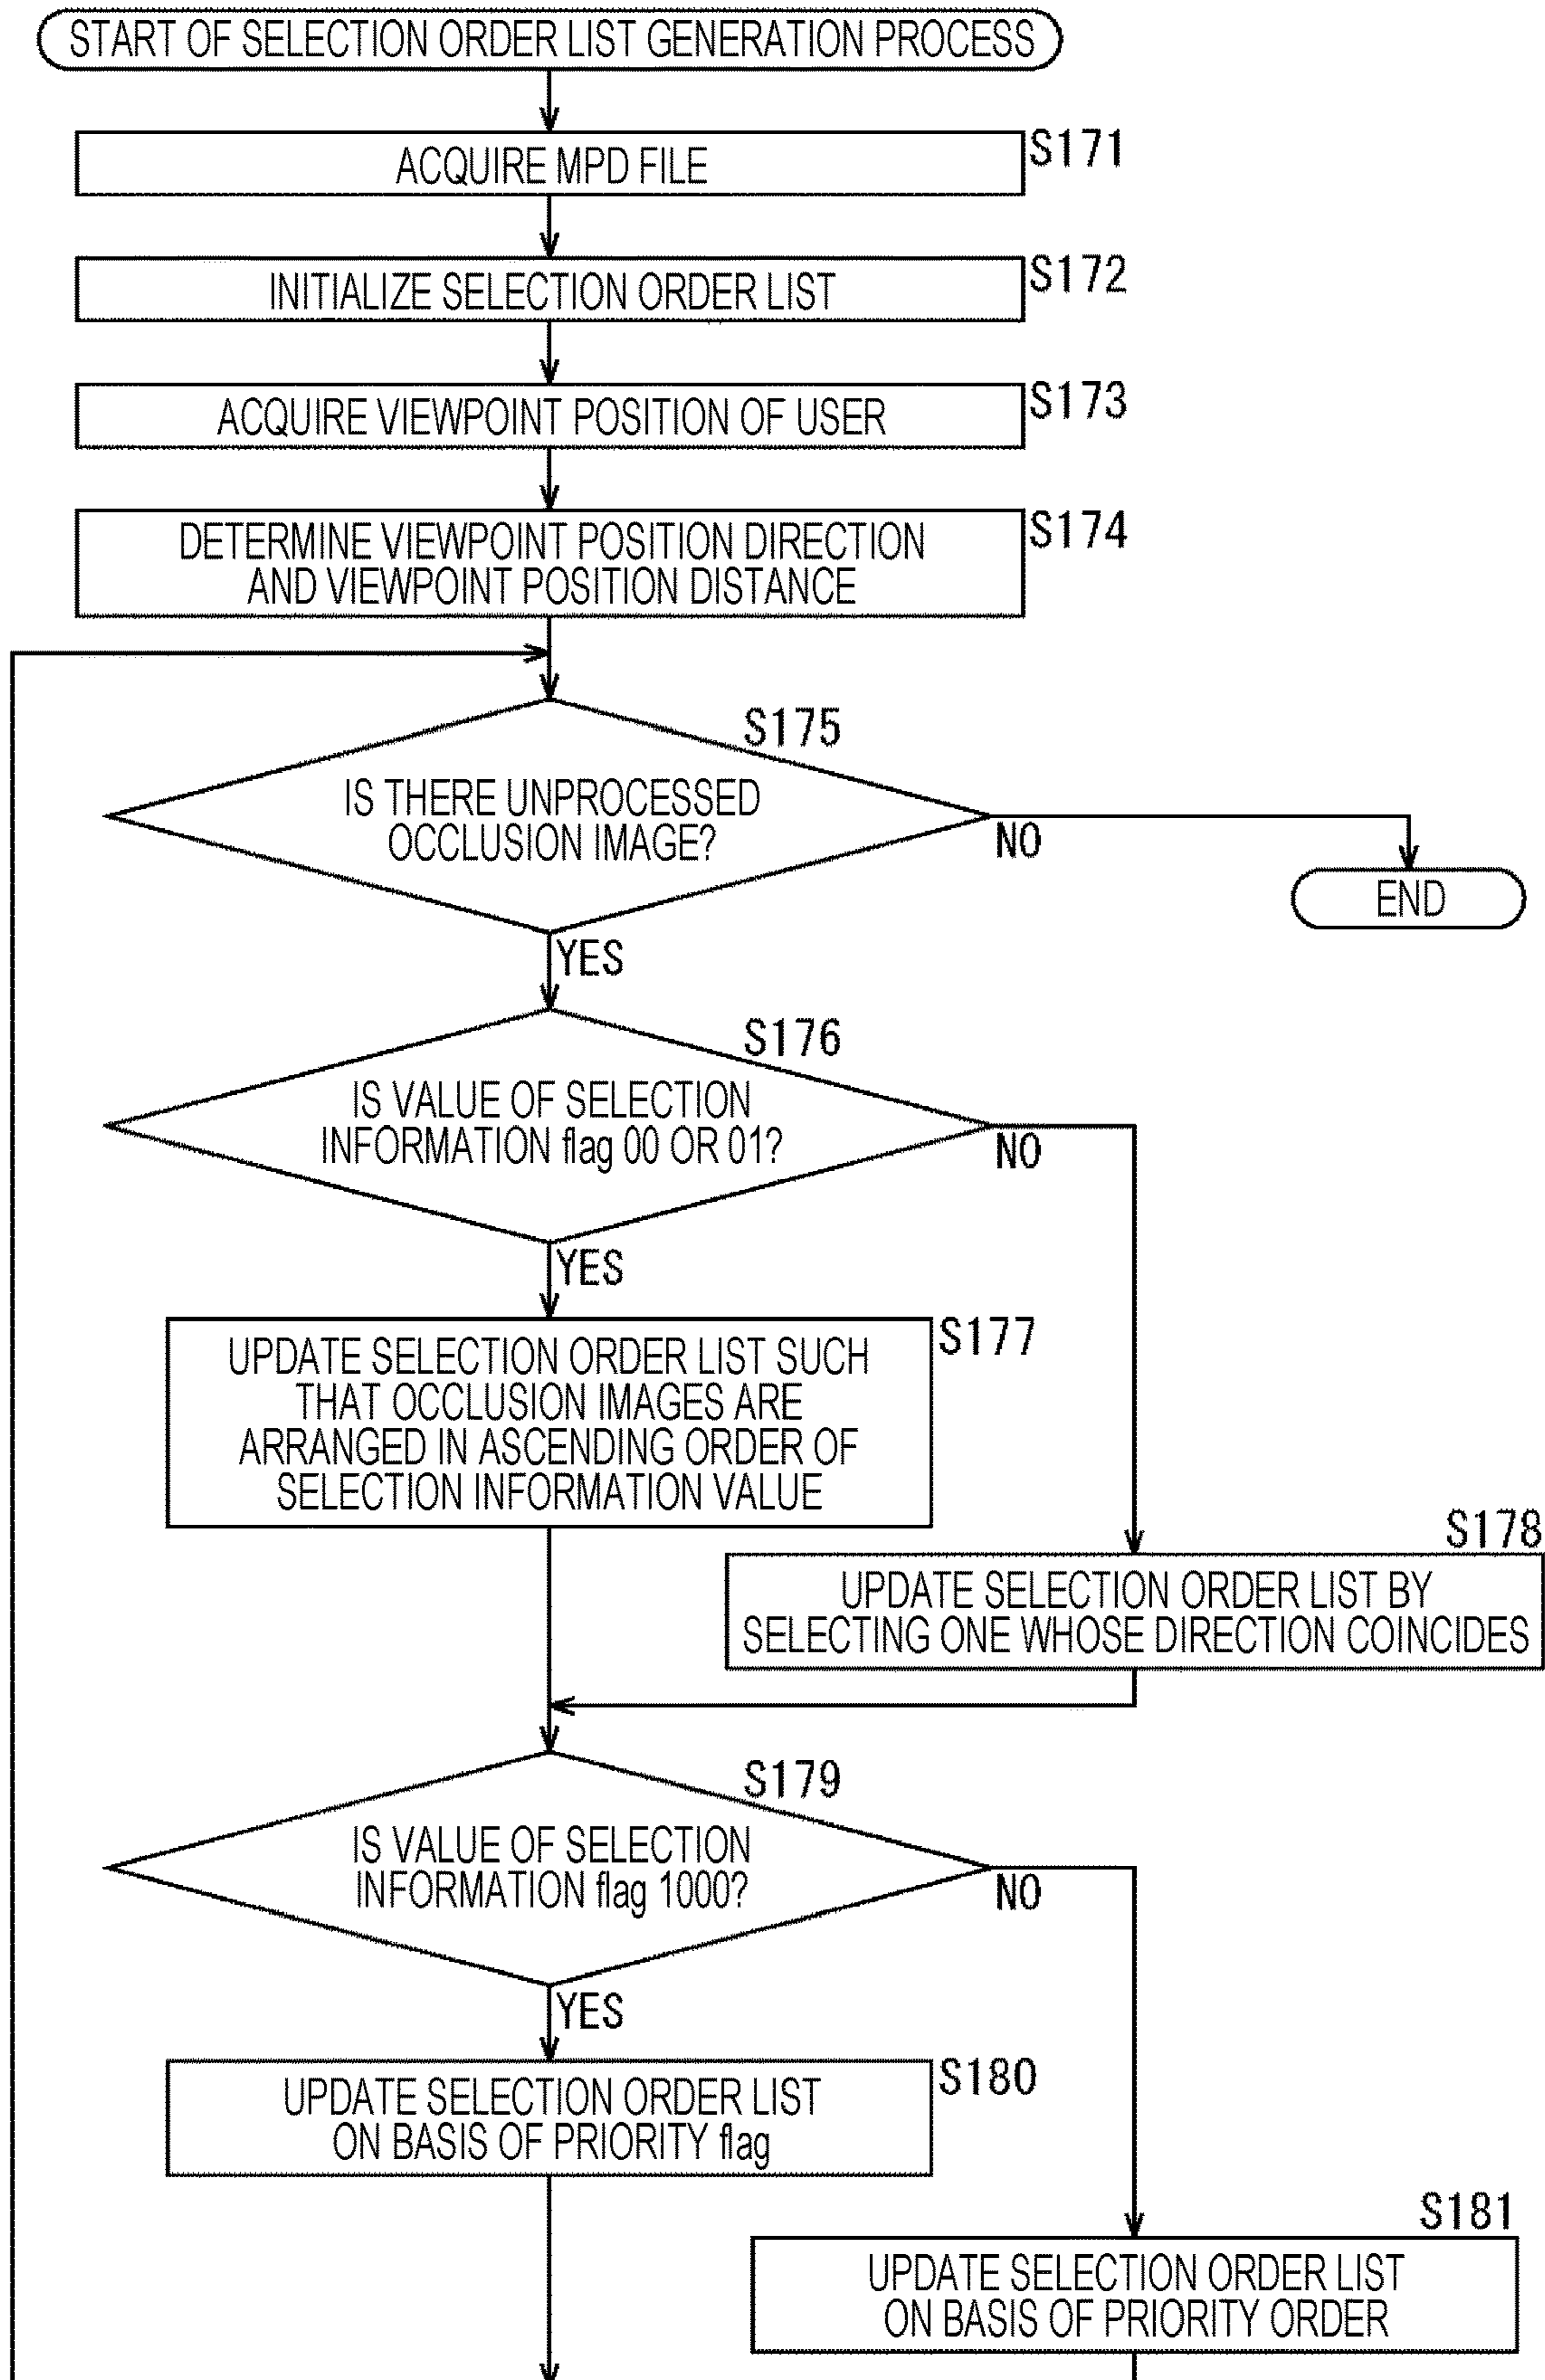 START OF SELECTION ORDER LIST GENERATION PROCESS
S171
ACQUIRE MPD FILE
S172
INITIALIZE SELECTION ORDER LIST
S173
ACQUIRE VIEWPOINT POSITION OF USER
S174
DETERMINE VIEWPOINT POSITION DIRECTION
AND VIEWPOINT POSITION DISTANCE
S175
IS THERE UNPROCESSED
OCCLUSION IMAGE?
NO
END
YES
S176
IS VALUE OF SELECTION
INFORMATION flag 00 OR 01?
NO
YES
S177
UPDATE SELECTION ORDER LIST SUCH
THAT OCCLUSION IMAGES ARE
ARRANGED IN ASCENDING ORDER OF
SELECTION INFORMATION VALUE
S178
UPDATE SELECTION ORDER LIST BY
SELECTING ONE WHOSE DIRECTION COINCIDES
S179
IS VALUE OF SELECTION
INFORMATION flag 1000?
NO
YES
S180
UPDATE SELECTION ORDER LIST
ON BASIS OF PRIORITY flag
S181
UPDATE SELECTION ORDER LIST
ON BASIS OF PRIORITY ORDER